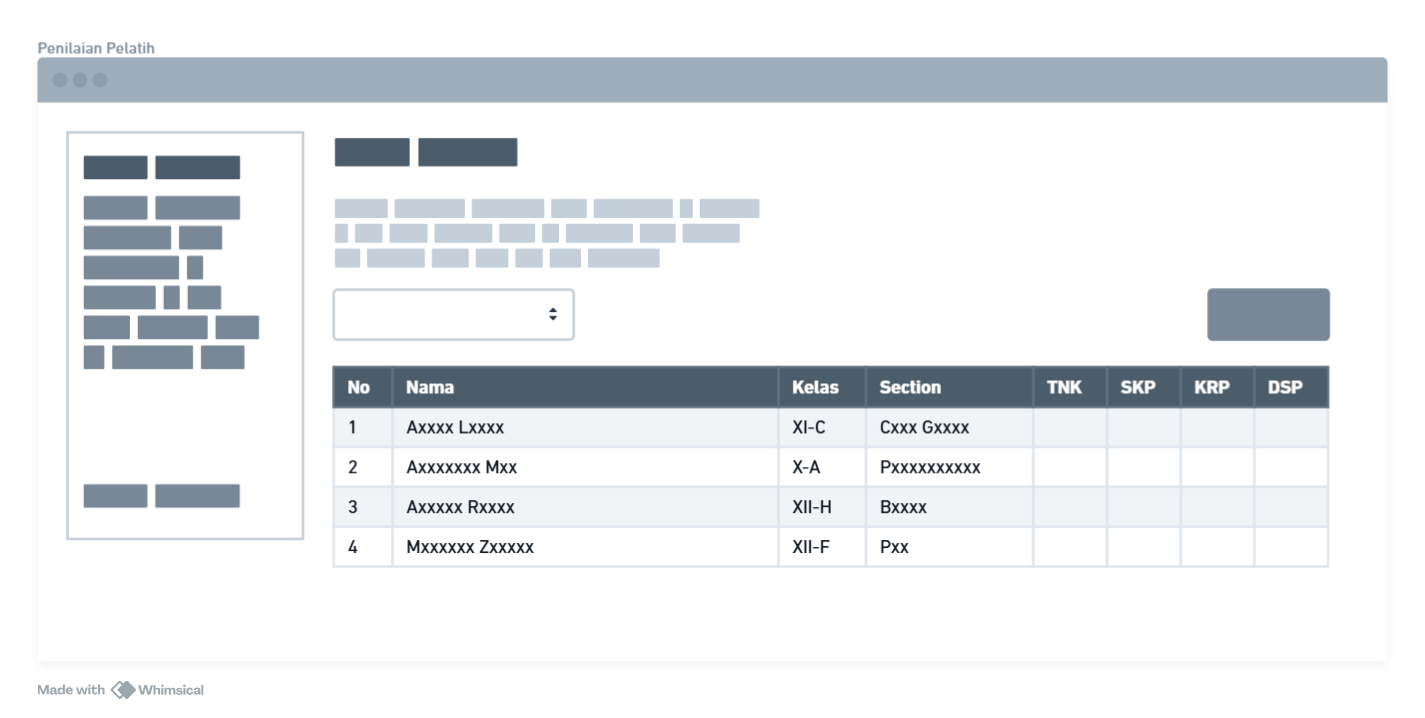 Penilaian Pelatih
No Nama Kelas Section TNK SKP KRP DSP
1 Axxxx Lxxxx XI-C Cxxx Gxxxx
2 Axxxxxxx Mxx X-A Pxxxxxxxxxx
3 Axxxxx Rxxxx XII-H Bxxxx
4 Mxxxxxx Zxxxxx XII-F Pxx
Made with Whimsical